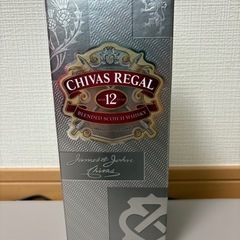 CHIVAS REGAL
12
BLENDED SCOTCH WHISKY
James & John
Chivas